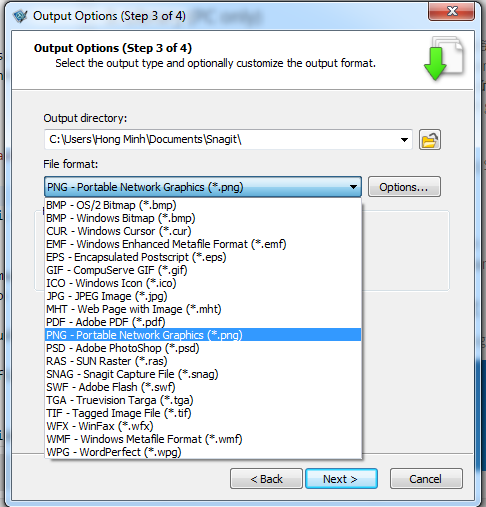 Output Options (Step 3 of 4)
Output Options (Step 3 of 4)
Select the output type and optionally customize the output format.
Output directory:
C:\Users\Hong Minh\Documents\Snagit\
File format:
PNG - Portable Network Graphics (*.png)
Options...
BMP - OS/2 Bitmap (*.bmp)
BMP - Windows Bitmap (*.bmp)
CUR - Windows Cursor (*.cur)
EMF - Windows Enhanced Metafile Format (*.emf)
EPS - Encapsulated Postscript (*.eps)
GIF - CompuServe GIF (*.gif)
ICO - Windows Icon (*.ico)
JPG - JPEG Image (*.jpg)
MHT - Web Page with Image (*.mht)
PDF - Adobe PDF (*.pdf)
PNG - Portable Network Graphics (*.png)
PSD - Adobe PhotoShop (*.psd)
RAS - SUN Raster (*.ras)
SNAG - Snagit Capture File (*.snag)
SWF - Adobe Flash (*.swf)
TGA - Truevision Targa (*.tga)
TIF - Tagged Image File (*.tif)
WFX - WinFax (*.wfx)
WMF - Windows Metafile Format (*.wmf)
WPG - WordPerfect (*.wpg)
< Back
Next >
Cancel